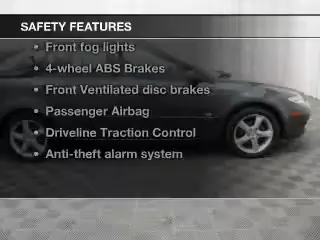 SAFETY FEATURES
• Front fog lights
• 4-wheel ABS Brakes
• Front Ventilated disc brakes
• Passenger Airbag
• Driveline Traction Control
• Anti-theft alarm system